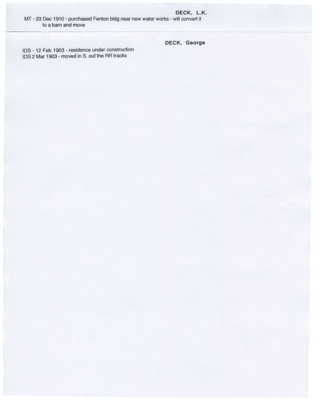 DECK, L.K.
MT - 23 Dec 1910 - purchased Fenton bldg near new water works - will convert it
to a barn and move
DECK, George
IDS - 12 Feb 1903 - residence under construction
IDS 2 Mar 1903 - moved in S. ouf the RR tracks